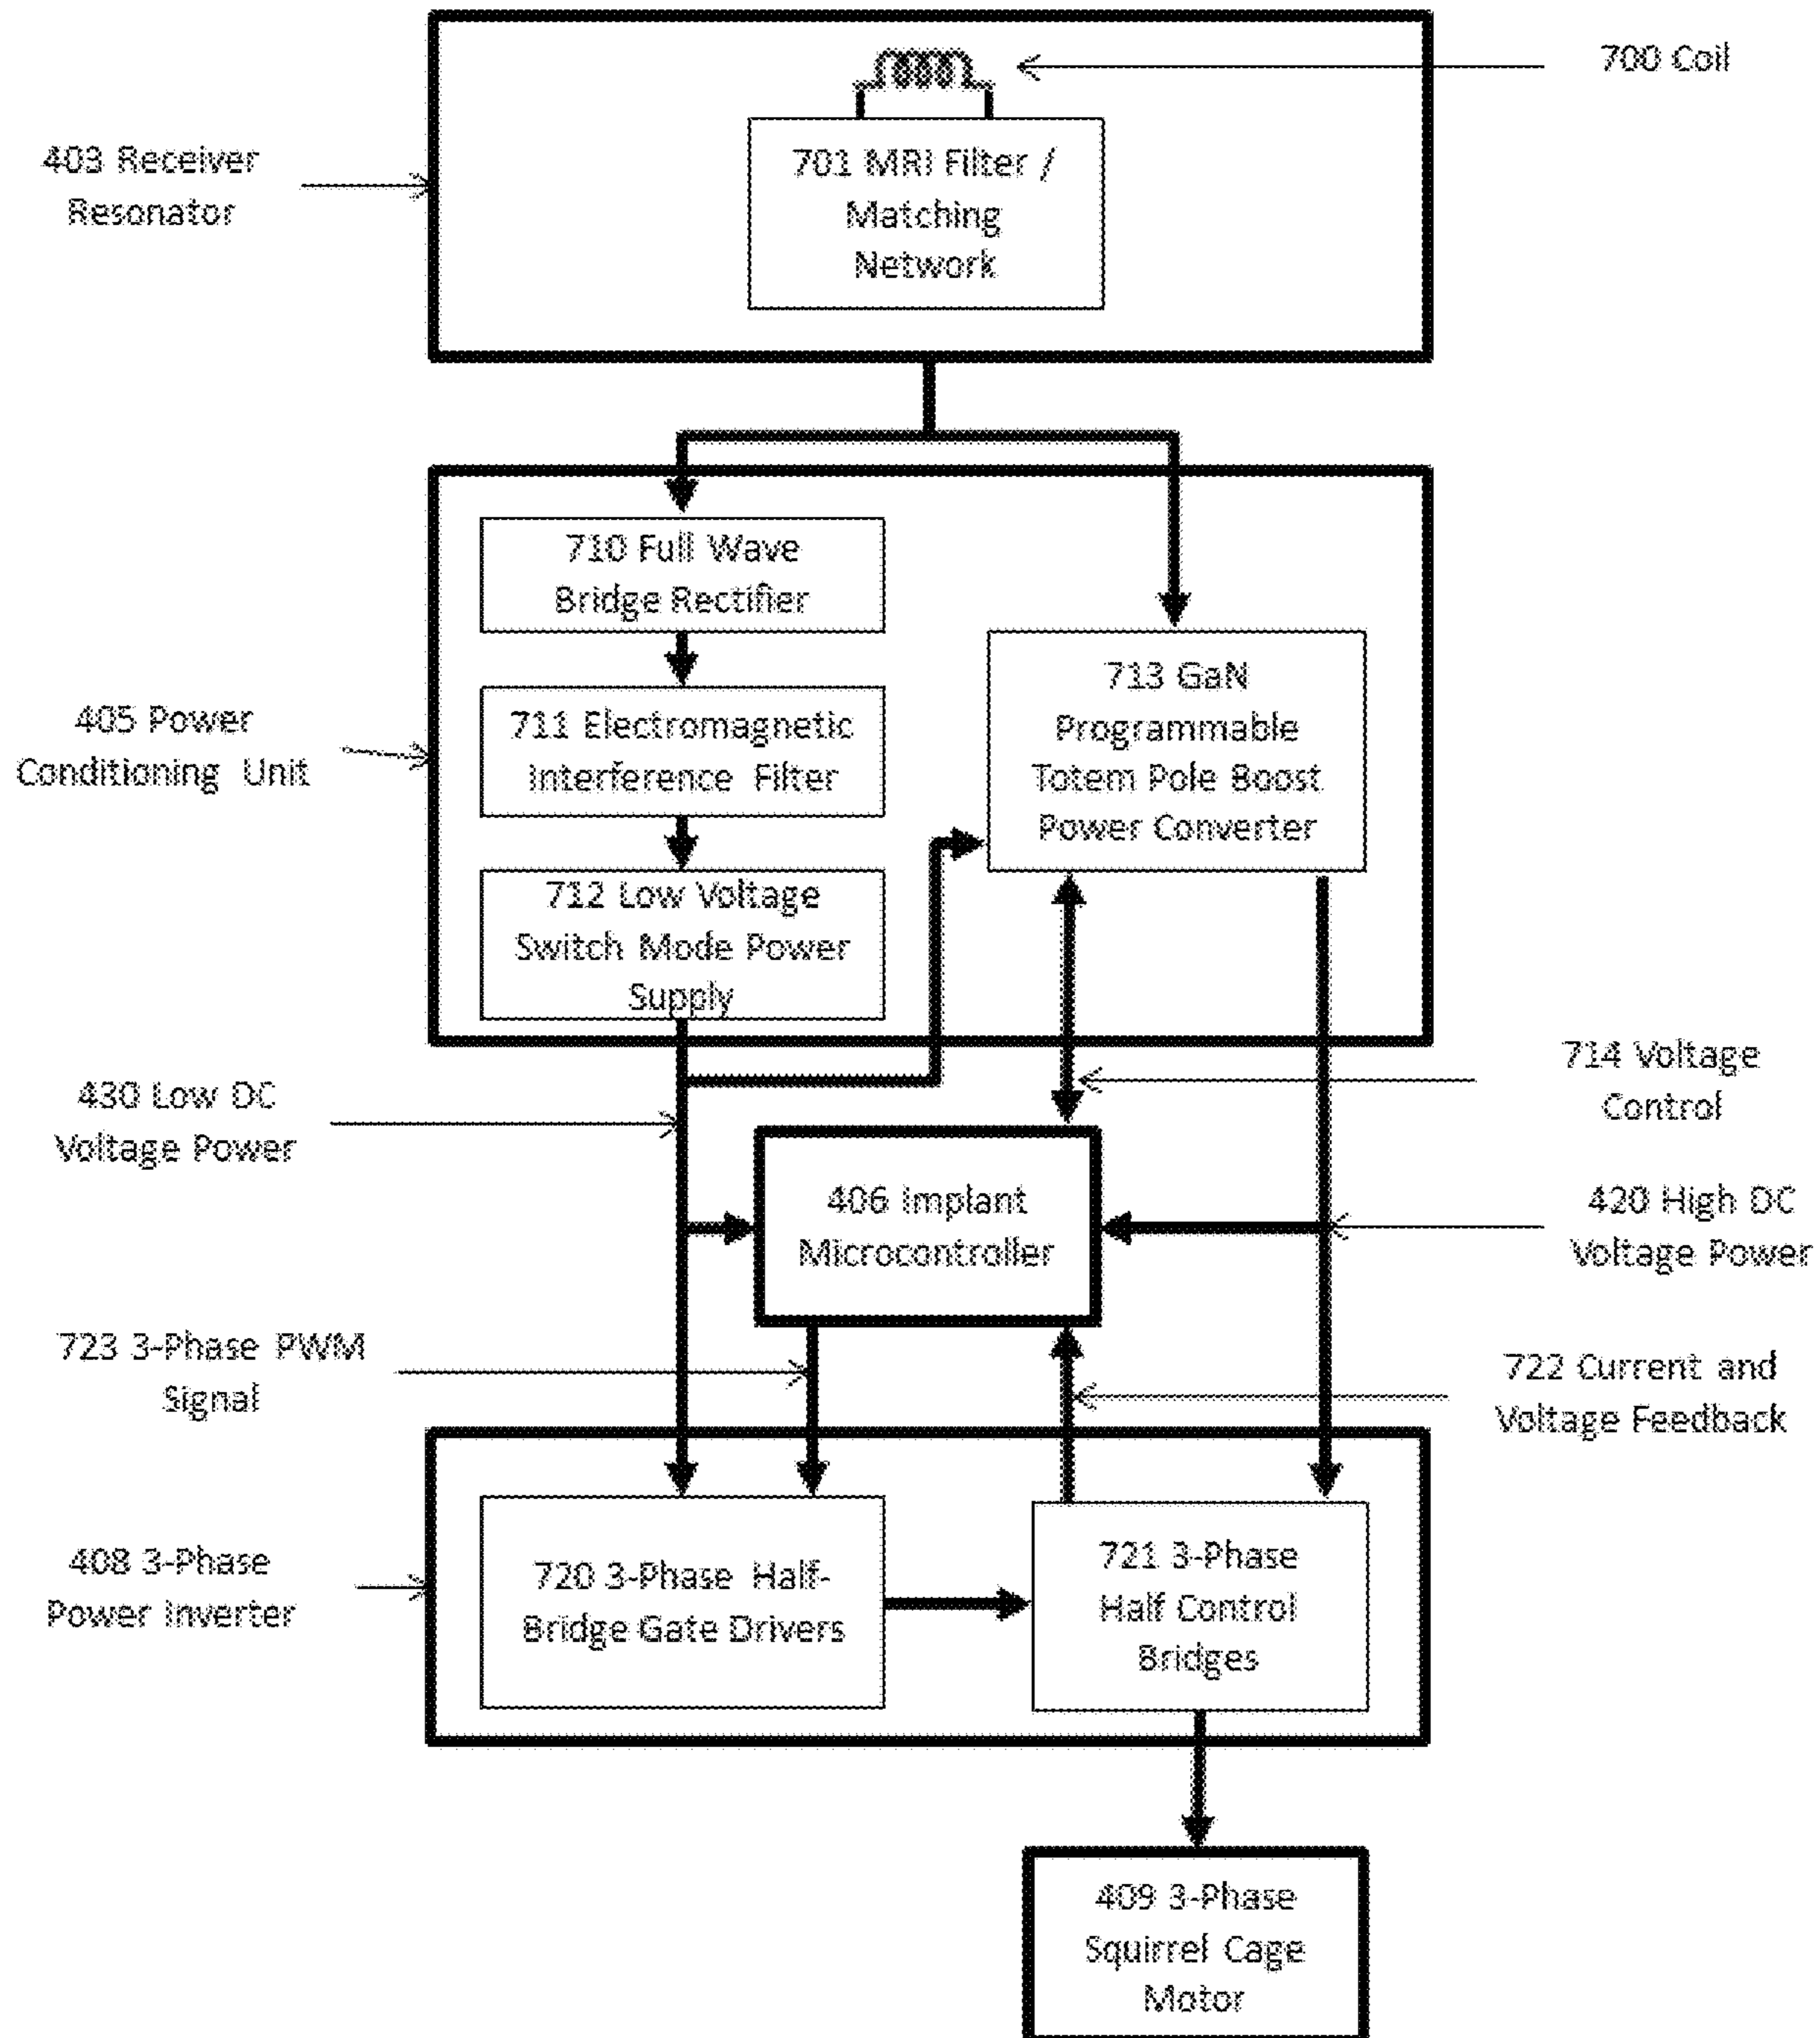 700 Coil
403 Receiver
Resonator
701 MRI Filter /
Matching
Network
710 Full Wave
Bridge Rectifier
711 Electromagnetic
Interference Filter
712 Low Voltage
Switch Mode Power
Supply
713 GaN
Programmable
Totem Pole Boost
Power Converter
405 Power
Conditioning Unit
714 Voltage
Control
430 Low DC
Voltage Power
406 Implant
Microcontroller
420 High DC
Voltage Power
723 3-Phase PWM
Signal
722 Current and
Voltage Feedback
408 3-Phase
Power Inverter
720 3-Phase Half-
Bridge Gate Drivers
721 3-Phase
Half Control
Bridges
409 3-Phase
Squirrel Cage
Motor